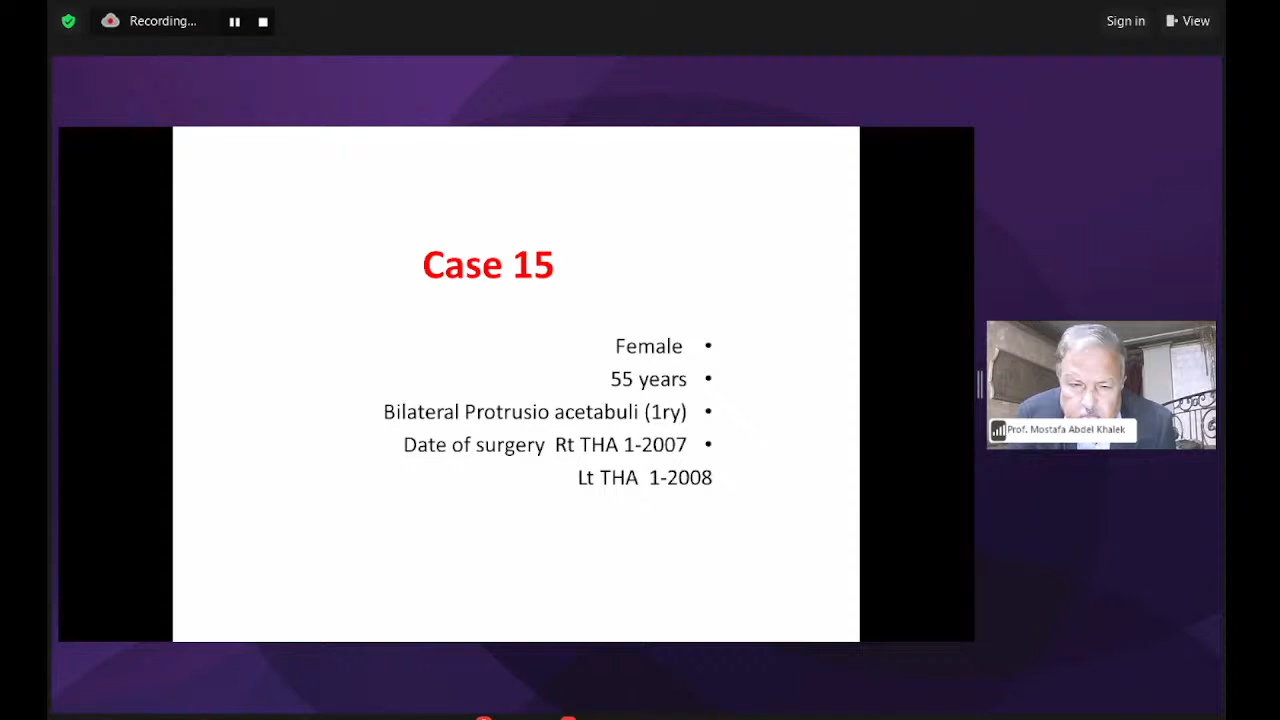 Recording...
Sign in
View
Case 15
Female •
55 years •
Bilateral Protrusio acetabuli (1ry) •
Date of surgery Rt THA 1-2007 •
Lt THA 1-2008
Prof. Mostafa Abdel Khalek